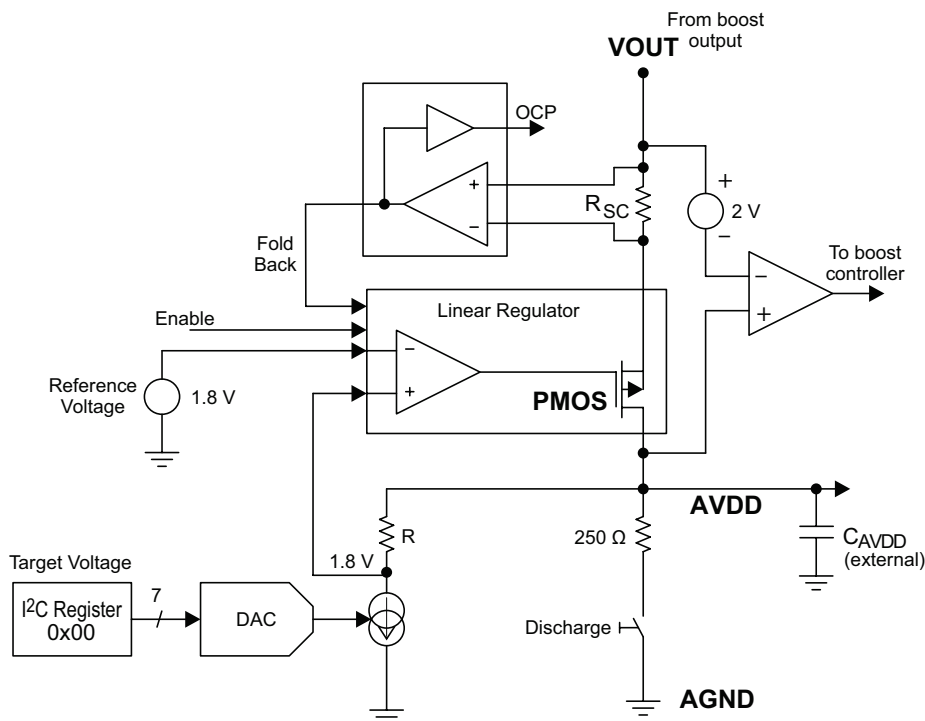 From boost
output
VOUT
OCP
+
−
RSC
+
2 V
−
Fold
Back
To boost
controller
−
+
Enable
Linear Regulator
−
+
PMOS
Reference
Voltage
1.8 V
AVDD
R
1.8 V
250 Ω
CAVDD
(external)
Target Voltage
I2C Register
0x00
7
DAC
Discharge
AGND